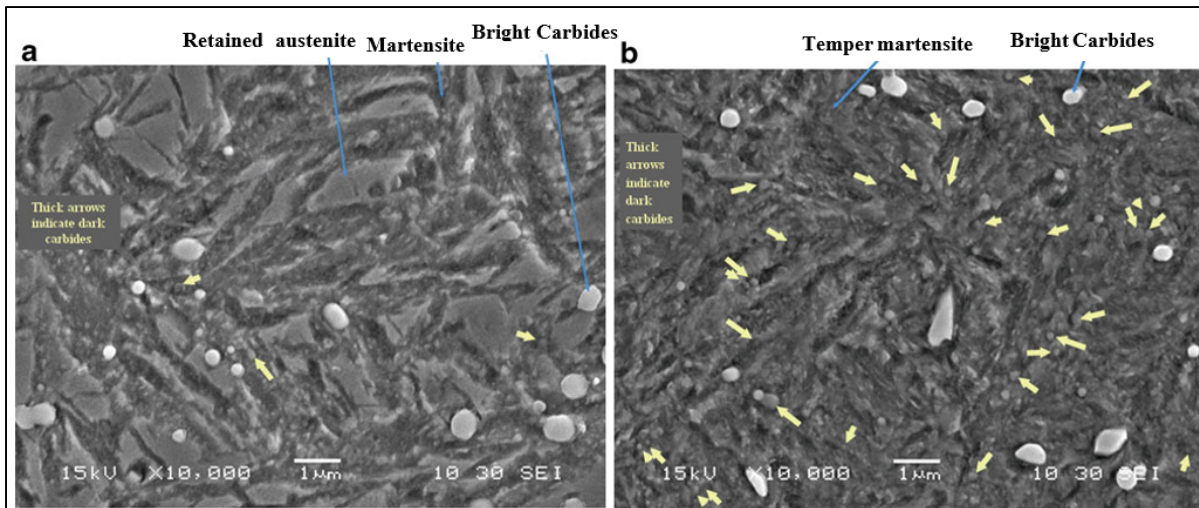 a
Retained austenite
Martensite
Bright Carbides
Thick arrows
indicate dark
carbides
15kV X10,000 1μm 10 30 SEI
b
Temper martensite
Bright Carbides
Thick
arrows
indicate
dark
carbides
15kV X10,000 1μm 10 30 SEI